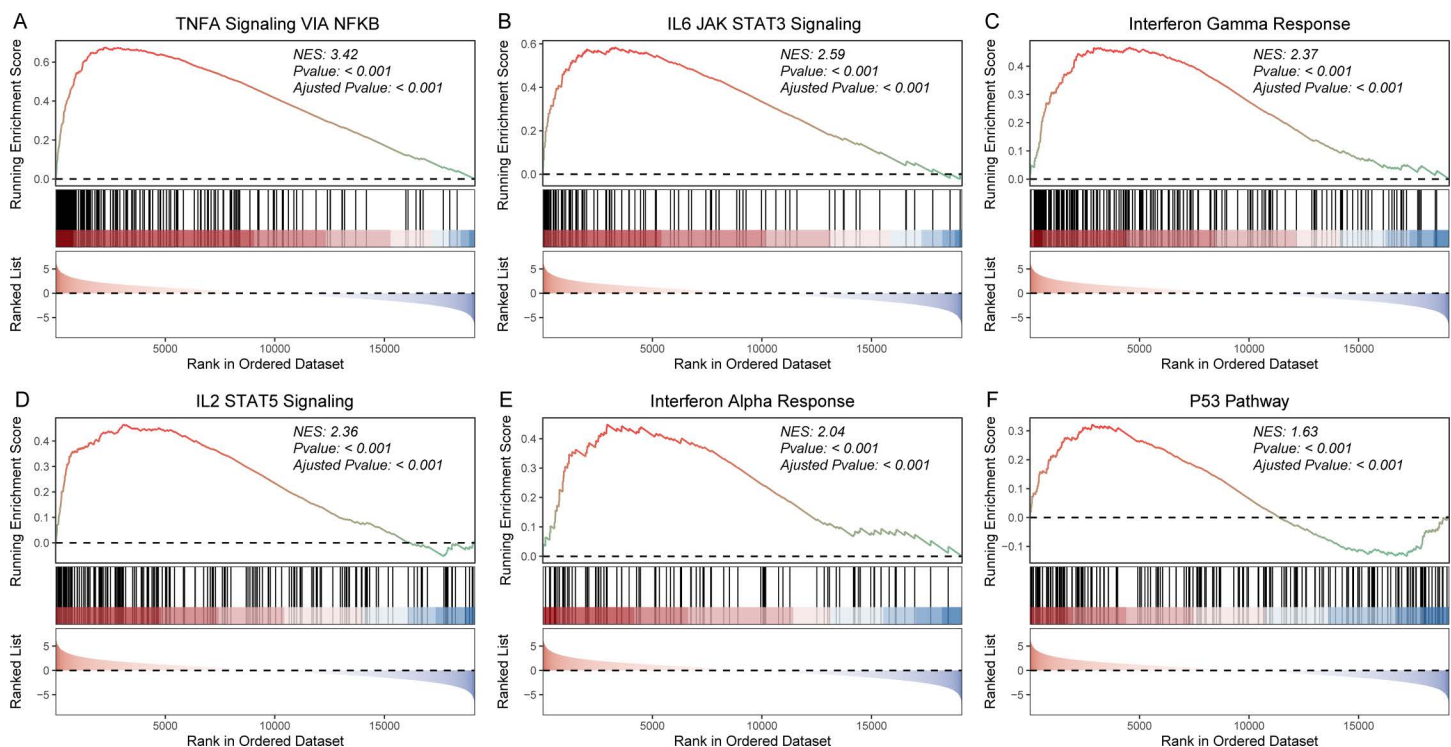 A
TNFA Signaling VIA NFKB
Running Enrichment Score
0.6
0.4
0.2
0.0
NES: 3.42
Pvalue: < 0.001
Ajusted Pvalue: < 0.001
Ranked List
5
0
−5
5000 10000 15000
Rank in Ordered Dataset
B
IL6 JAK STAT3 Signaling
Running Enrichment Score
0.6
0.4
0.2
0.0
NES: 2.59
Pvalue: < 0.001
Ajusted Pvalue: < 0.001
Ranked List
5
0
−5
5000 10000 15000
Rank in Ordered Dataset
C
Interferon Gamma Response
Running Enrichment Score
0.4
0.3
0.2
0.1
0.0
NES: 2.37
Pvalue: < 0.001
Ajusted Pvalue: < 0.001
Ranked List
5
0
−5
5000 10000 15000
Rank in Ordered Dataset
D
IL2 STAT5 Signaling
Running Enrichment Score
0.4
0.3
0.2
0.1
0.0
NES: 2.36
Pvalue: < 0.001
Ajusted Pvalue: < 0.001
Ranked List
5
0
−5
5000 10000 15000
Rank in Ordered Dataset
E
Interferon Alpha Response
Running Enrichment Score
0.4
0.3
0.2
0.1
0.0
NES: 2.04
Pvalue: < 0.001
Ajusted Pvalue: < 0.001
Ranked List
5
0
−5
5000 10000 15000
Rank in Ordered Dataset
F
P53 Pathway
Running Enrichment Score
0.3
0.2
0.1
0.0
−0.1
NES: 1.63
Pvalue: < 0.001
Ajusted Pvalue: < 0.001
Ranked List
5
0
−5
5000 10000 15000
Rank in Ordered Dataset